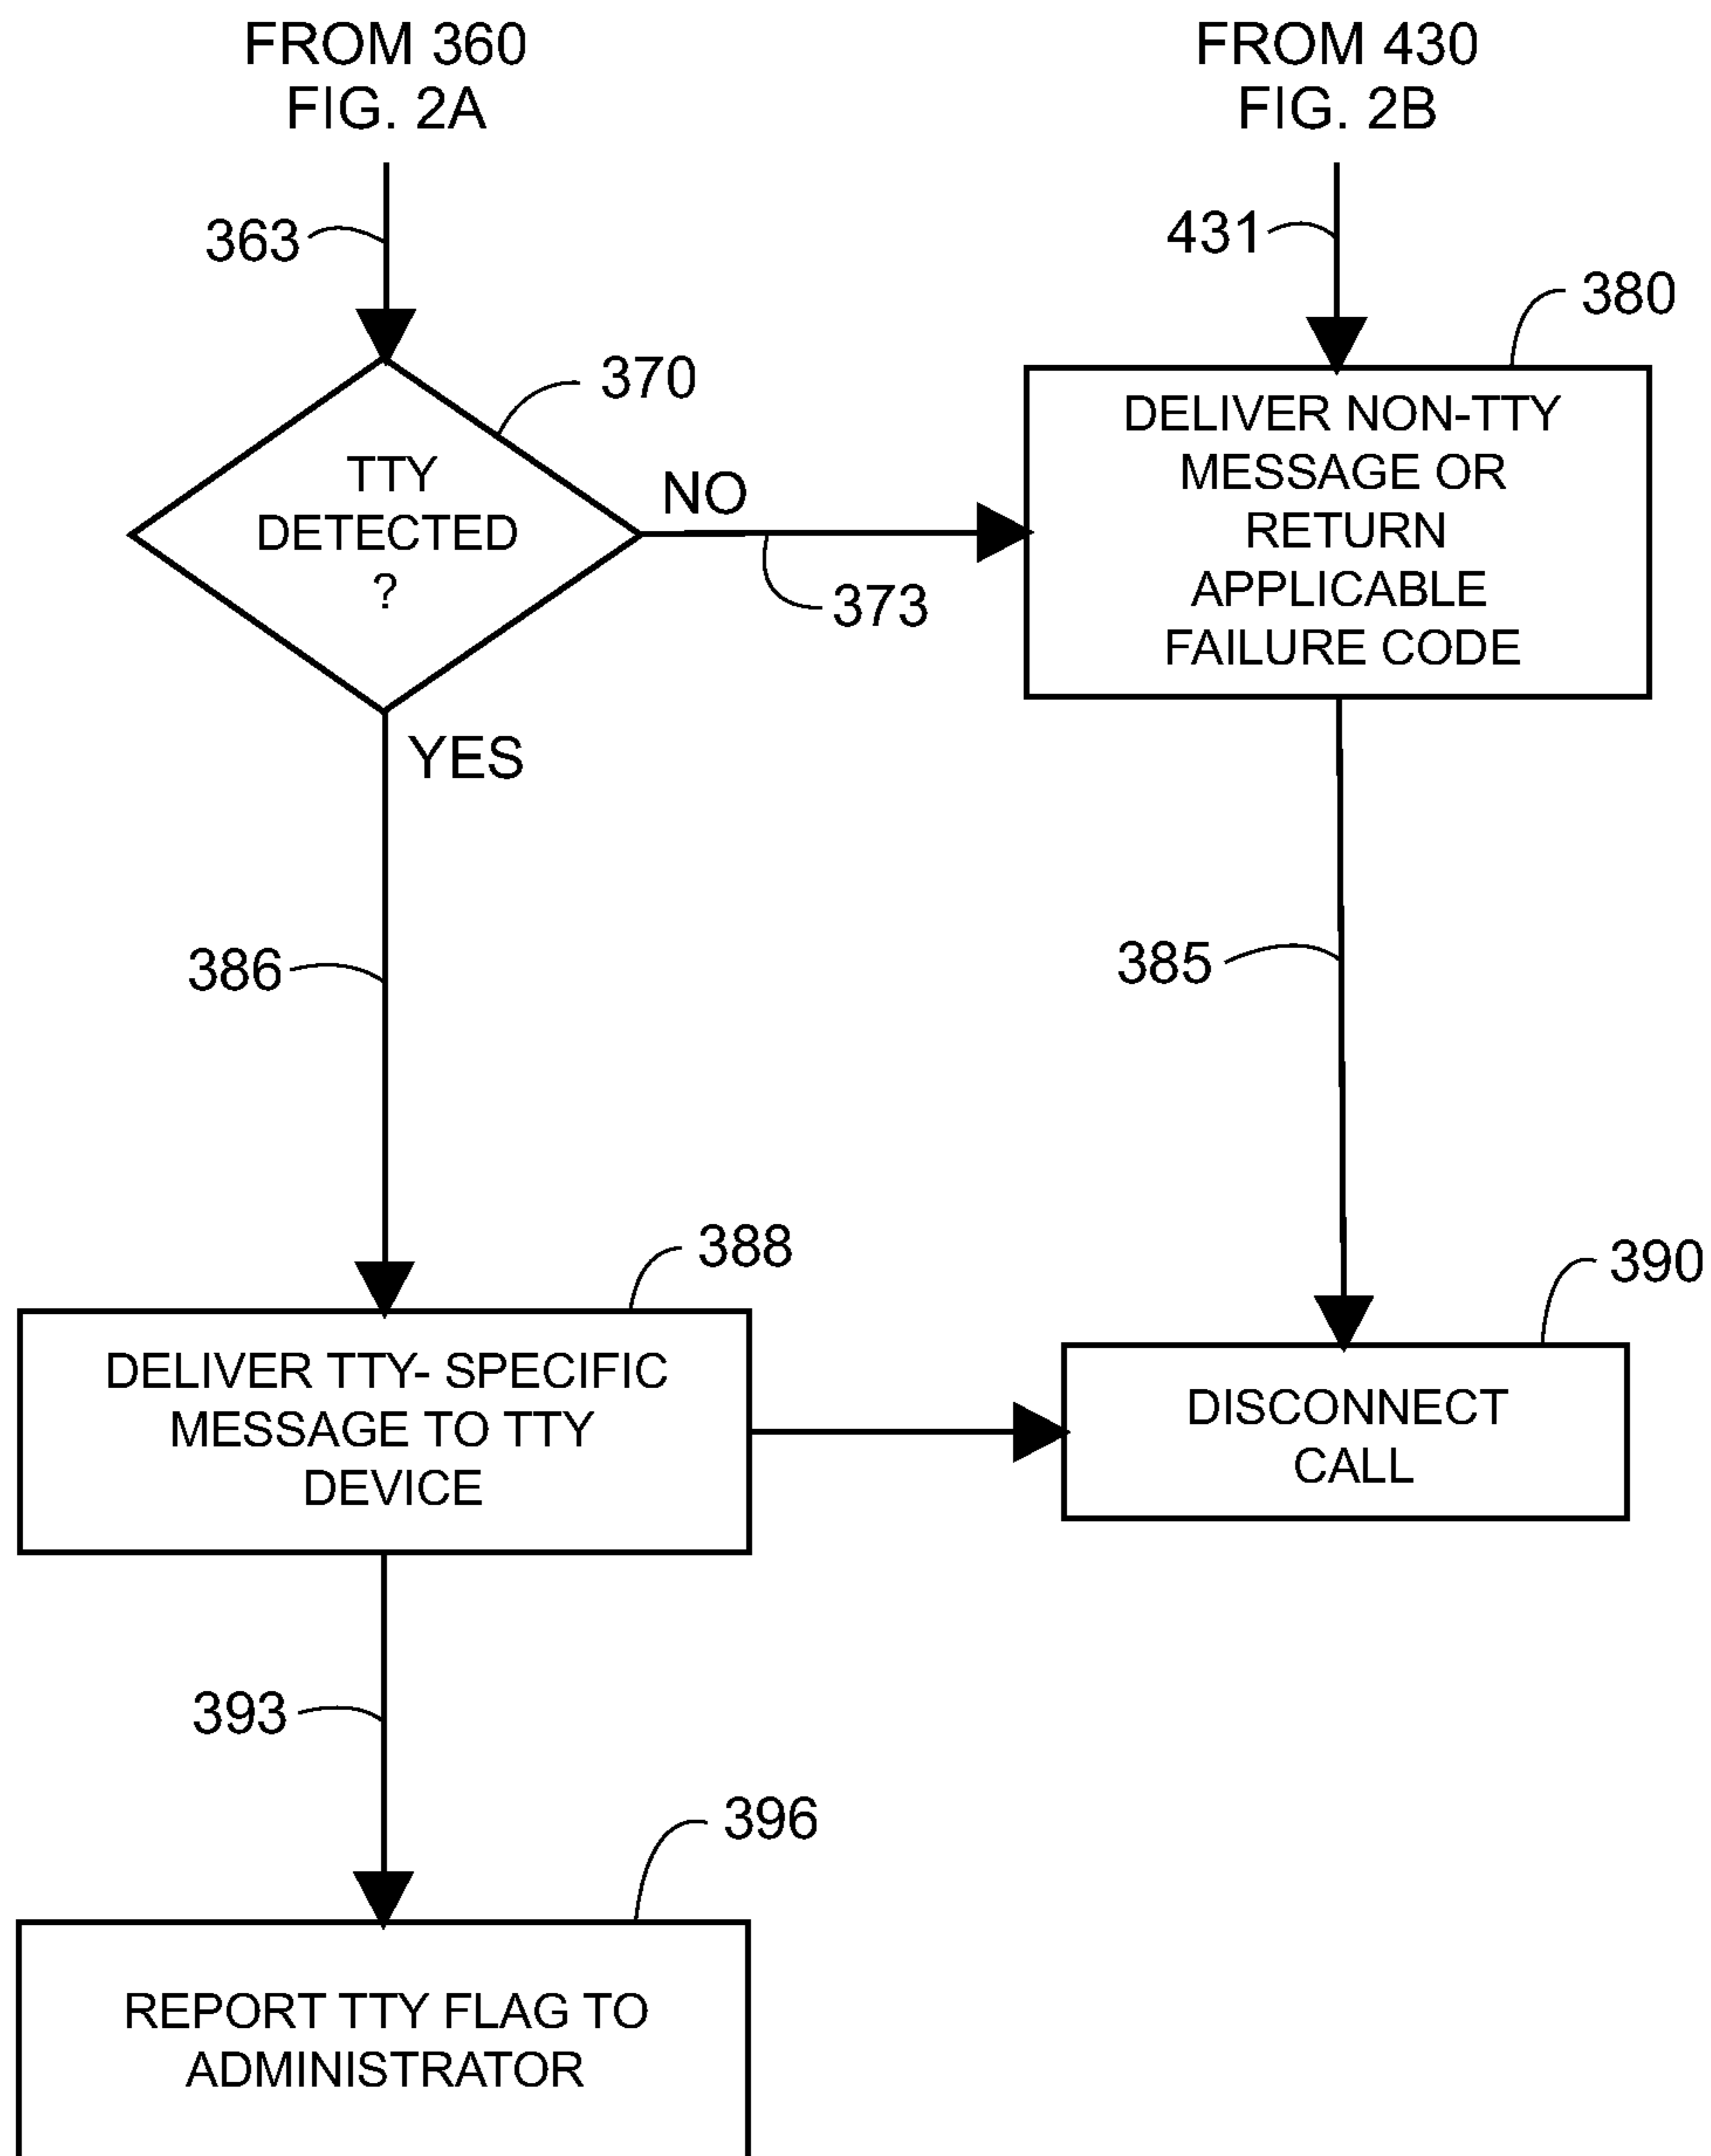 FROM 360
FIG. 2A
FROM 430
FIG. 2B
363
431
380
370
TTY
DETECTED
?
NO
373
DELIVER NON-TTY
MESSAGE OR
RETURN
APPLICABLE
FAILURE CODE
YES
386
385
388
390
DELIVER TTY- SPECIFIC
MESSAGE TO TTY
DEVICE
DISCONNECT
CALL
393
396
REPORT TTY FLAG TO
ADMINISTRATOR